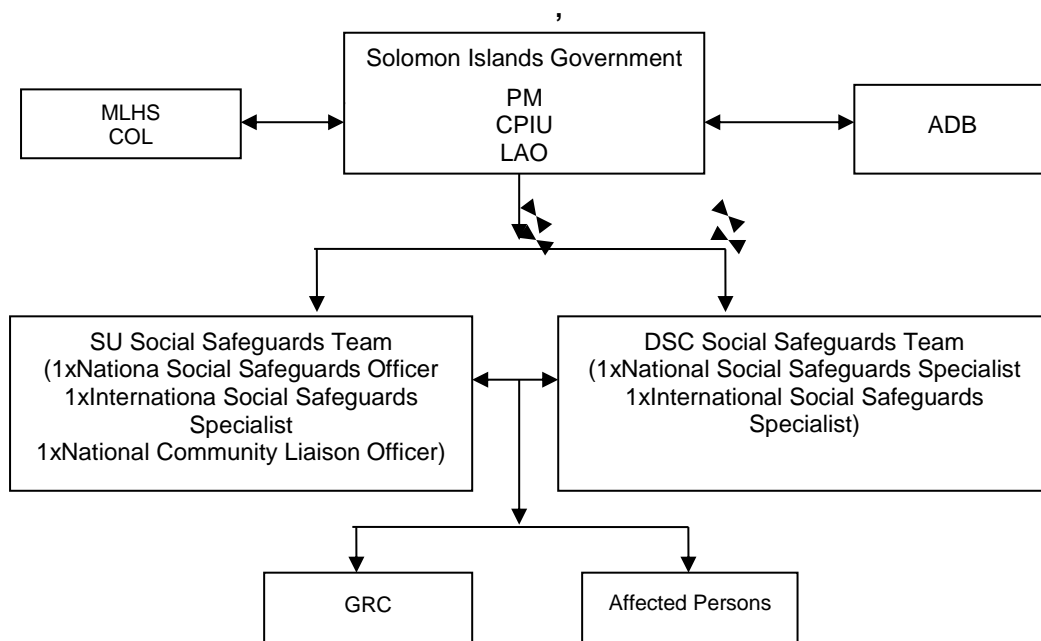 ,
Solomon Islands Government
PM
CPIU
LAO
MLHS
COL
ADB
SU Social Safeguards Team
(1xNationa Social Safeguards Officer
1xInternationa Social Safeguards
Specialist
1xNational Community Liaison Officer)
DSC Social Safeguards Team
(1xNational Social Safeguards Specialist
1xInternational Social Safeguards
Specialist)
GRC
Affected Persons